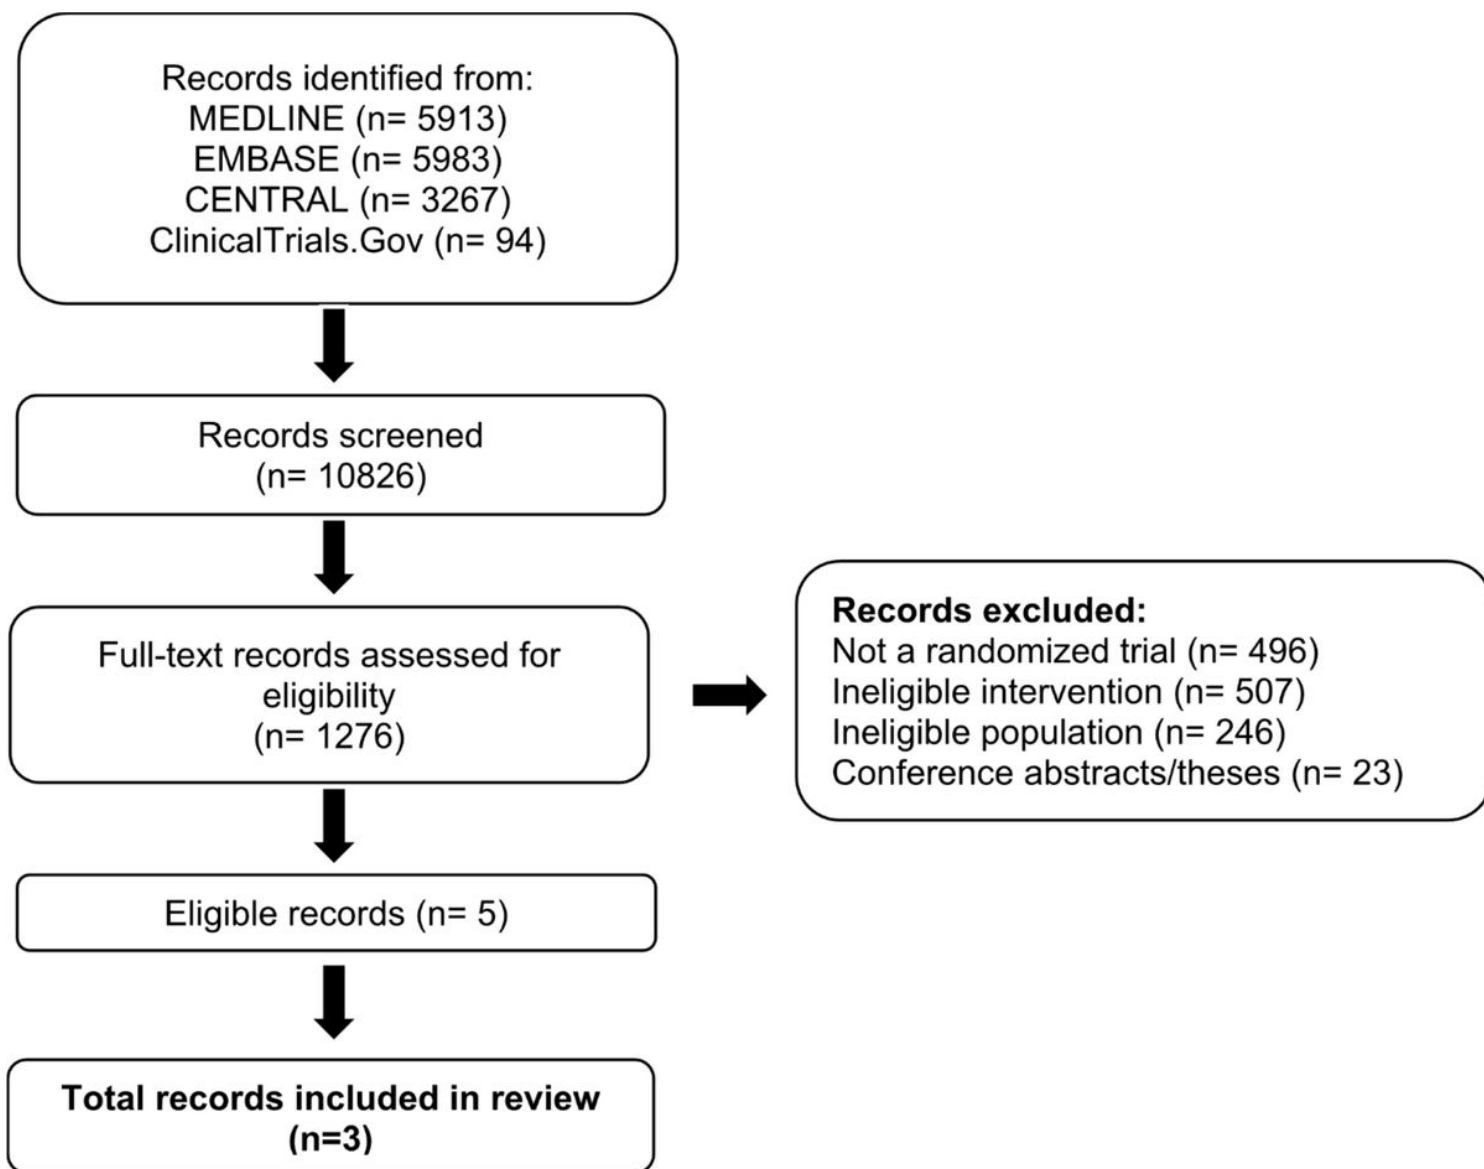 Records identified from:
MEDLINE (n= 5913)
EMBASE (n= 5983)
CENTRAL (n= 3267)
ClinicalTrials.Gov (n= 94)
Records screened
(n= 10826)
Full-text records assessed for
eligibility
(n= 1276)
Records excluded:
Not a randomized trial (n= 496)
Ineligible intervention (n= 507)
Ineligible population (n= 246)
Conference abstracts/theses (n= 23)
Eligible records (n= 5)
Total records included in review
(n=3)